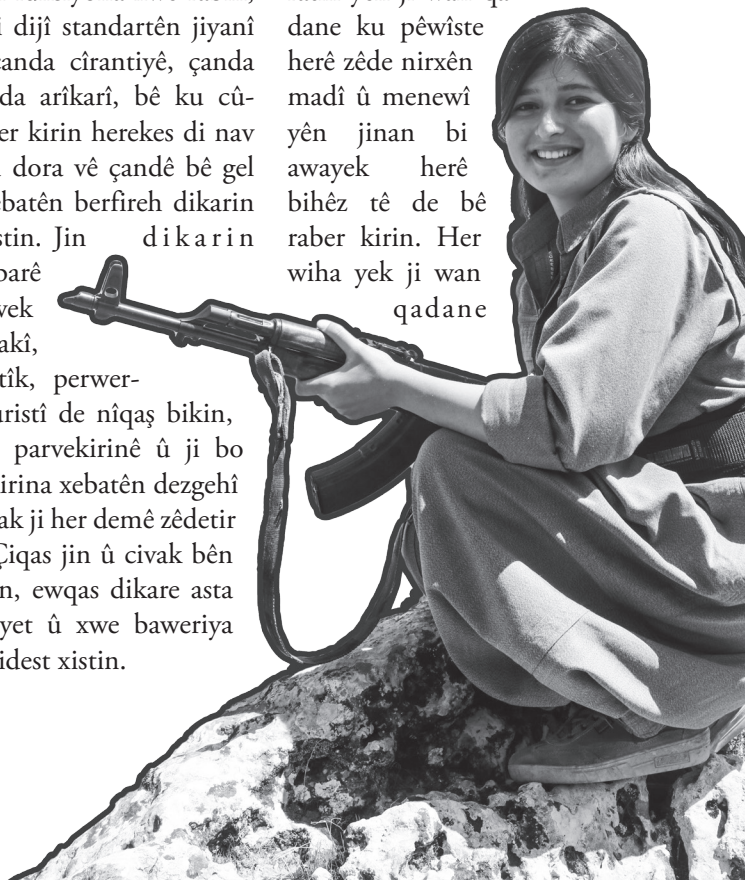 i dijî standartên jiyanî
çanda cîrantiyê, çanda
da arîkarî, bê ku cû-
er kirin herekes di nav
dora vê çandê bê gel
ebatên berfireh dikarin
stin. Jin dikarin
barê
vek
akî,
tîk, perwer-
uristî de nîqaş bikin,
parvekirinê û ji bo
irina xebatên dezgehî
ak ji her demê zêdetir
Çiqas jin û civak bên
n, ewqas dikare asta
yet û xwe baweriya
idest xistin.
dane ku pêwîste
herê zêde nirxên
madî û menewî
yên jinan bi
awayek herê
bihêz tê de bê
raber kirin. Her
wiha yek ji wan
qadane